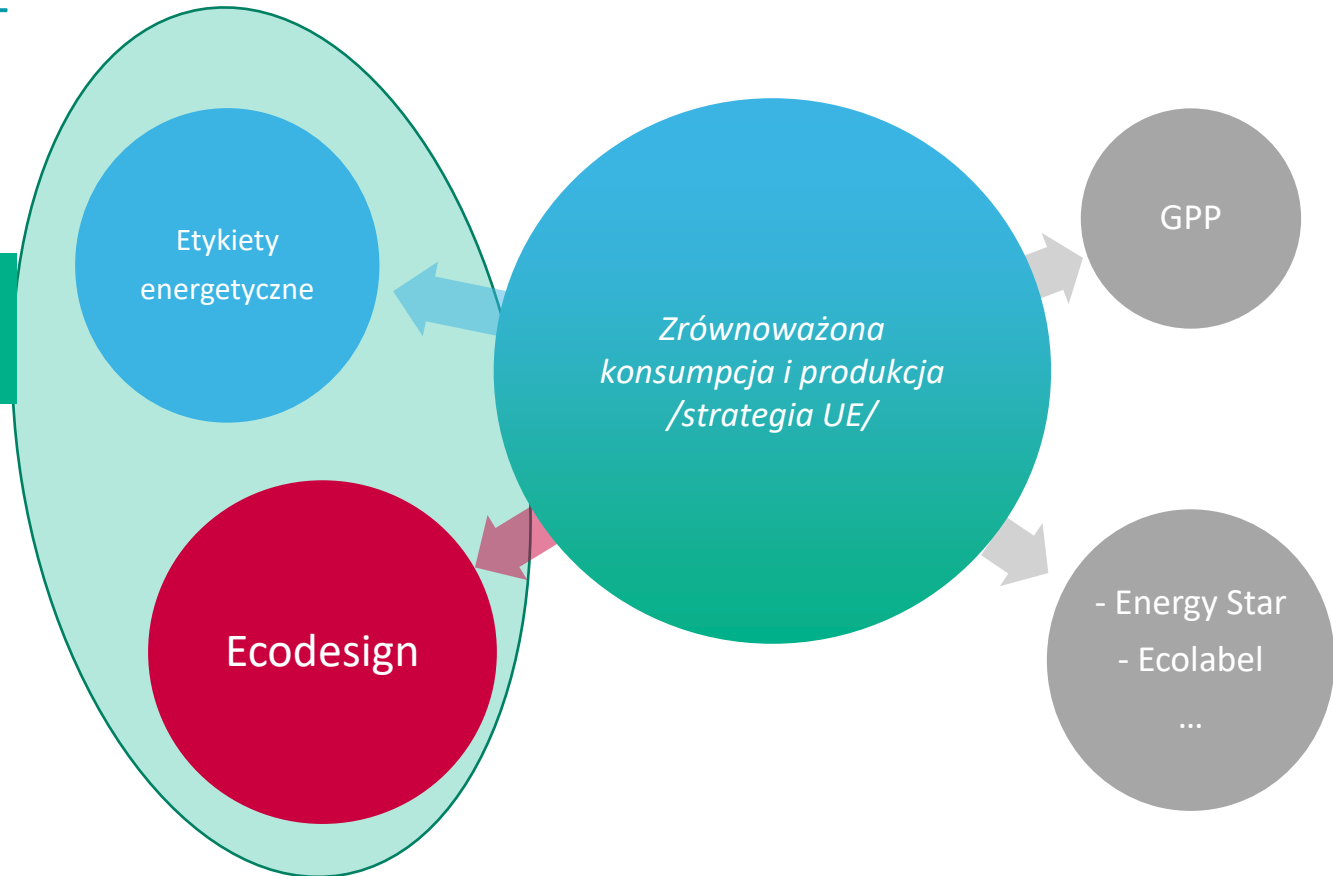 Etykiety
energetyczne
Ecodesign
Zrównoważona
konsumpcja i produkcja
/strategia UE/
GPP
- Energy Star
- Ecolabel
...